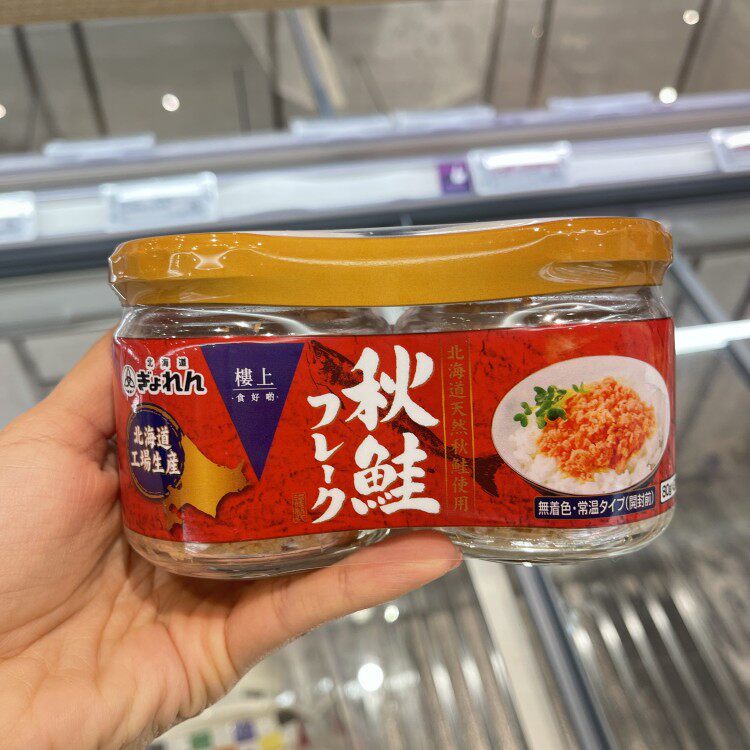 北海道
ぎょれん
樓上
·食好啲·
北海道
工場生産
秋鮭
フレーク
北海道天然秋鮭使用
無着色・常温タイプ(開封前)
50g